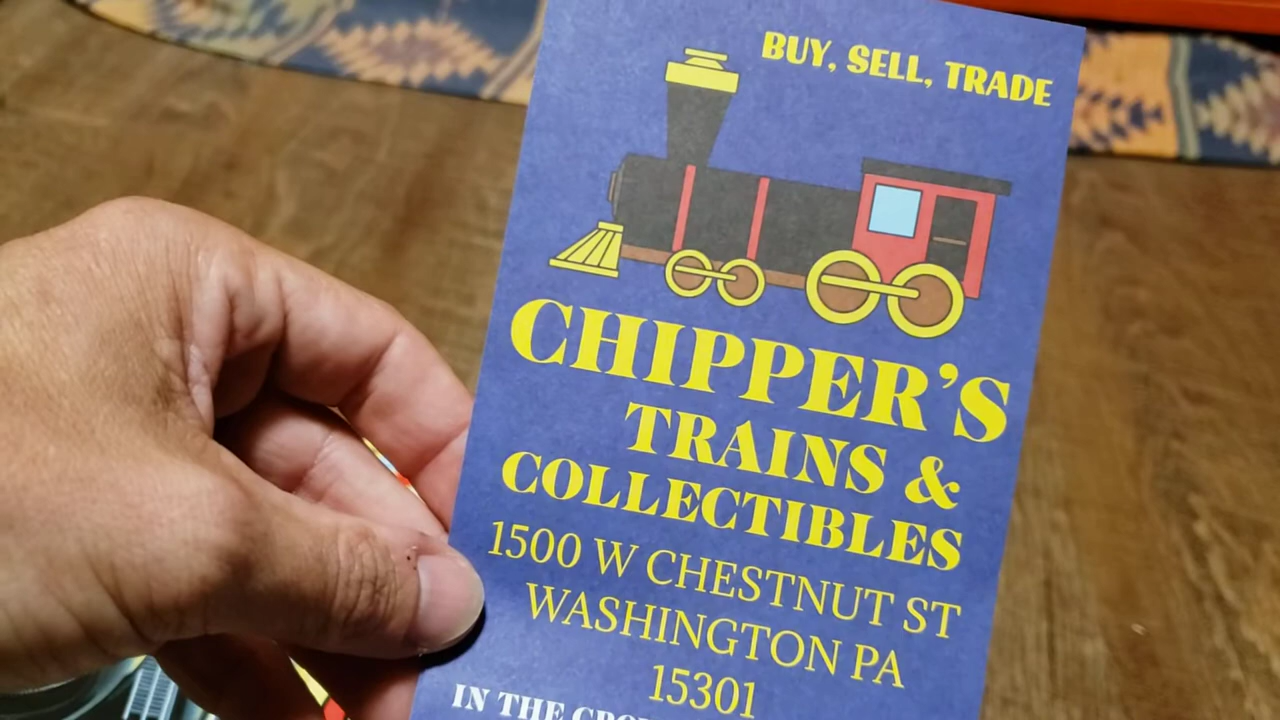 BUY, SELL, TRADE
CHIPPER'S
TRAINS &
COLLECTIBLES
1500 W CHESTNUT ST
WASHINGTON PA
15301
IN THE